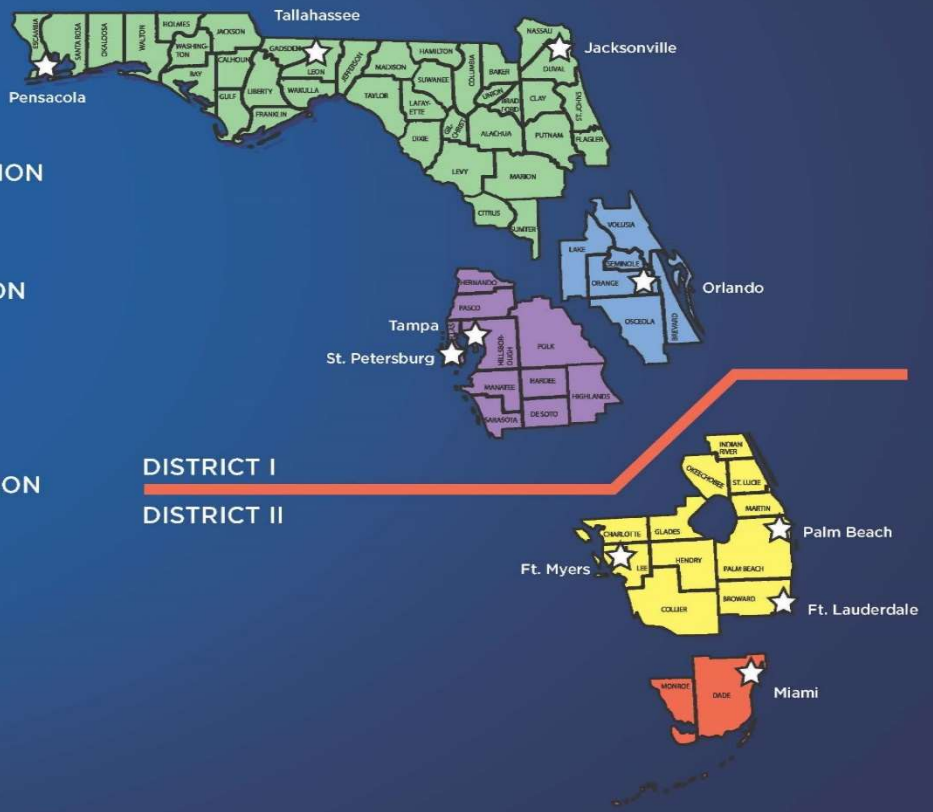 Tallahassee
Jacksonville
Pensacola
ESCAMBIA
SANTA ROSA
OKALOOSA
WALTON
HOLMES
WASHING-
TON
JACKSON
BAY
CALHOUN
GULF
LIBERTY
GADSDEN
LEON
WAKULLA
FRANKLIN
JEFFERSON
MADISON
TAYLOR
HAMILTON
SUWANEE
LAFAY-
ETTE
DIXIE
COLUMBIA
GIL-
CHRIST
BAKER
UNION
BRAD
FORD
ALACHUA
LEVY
MARION
CITRUS
SUMTER
NASSAU
DUVAL
CLAY
ST. JOHNS
PUTNAM
FLAGLER
ION
ON
ON
VOLUSIA
LAKE
SEMINOLE
ORANGE
OSCEOLA
BREVARD
Orlando
HERNANDO
PASCO
Tampa
St. Petersburg
HILLSBOR-
OUGH
POLK
MANATEE
HARDEE
HIGHLANDS
SARASOTA
DE SOTO
DISTRICT I
DISTRICT II
INDIAN
RIVER
OKEECHOBEE
ST. LUCIE
MARTIN
Palm Beach
CHARLOTTE
GLADES
Ft. Myers
LEE
HENDRY
PALM BEACH
COLLIER
BROWARD
Ft. Lauderdale
MONROE
DADE
Miami